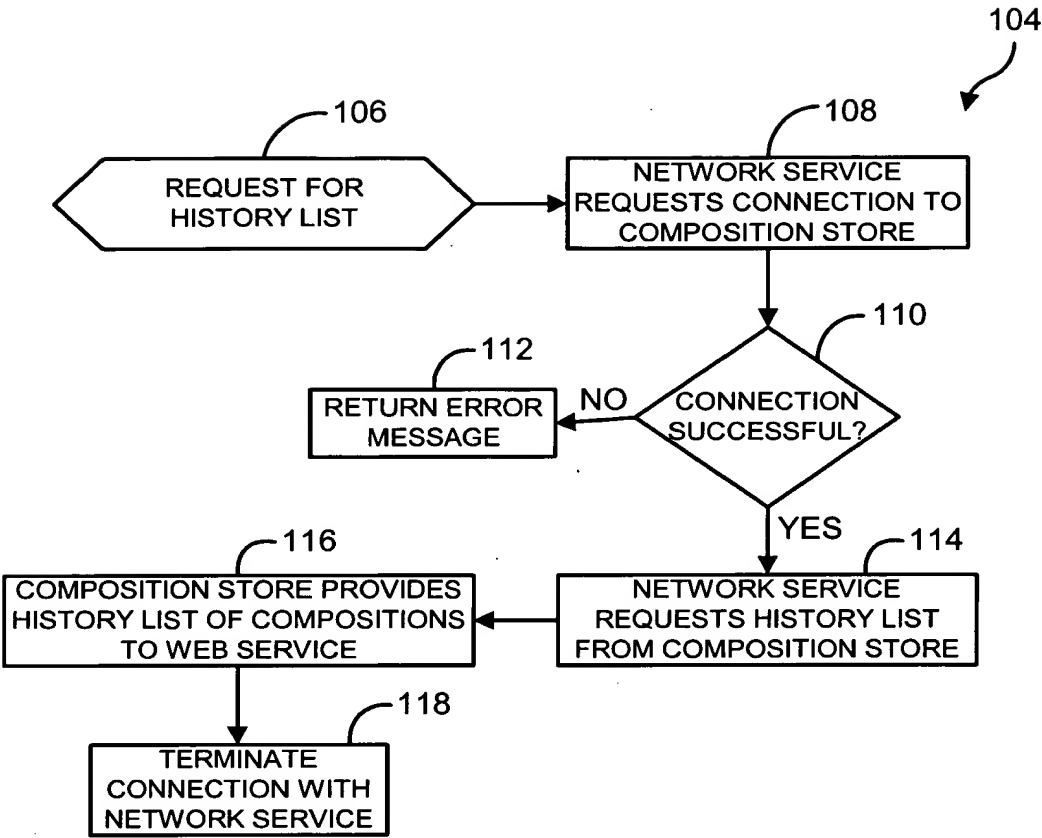 104
106
REQUEST FOR
HISTORY LIST
108
NETWORK SERVICE
REQUESTS CONNECTION TO
COMPOSITION STORE
110
CONNECTION
SUCCESSFUL?
NO
112
RETURN ERROR
MESSAGE
YES
114
NETWORK SERVICE
REQUESTS HISTORY LIST
FROM COMPOSITION STORE
116
COMPOSITION STORE PROVIDES
HISTORY LIST OF COMPOSITIONS
TO WEB SERVICE
118
TERMINATE
CONNECTION WITH
NETWORK SERVICE